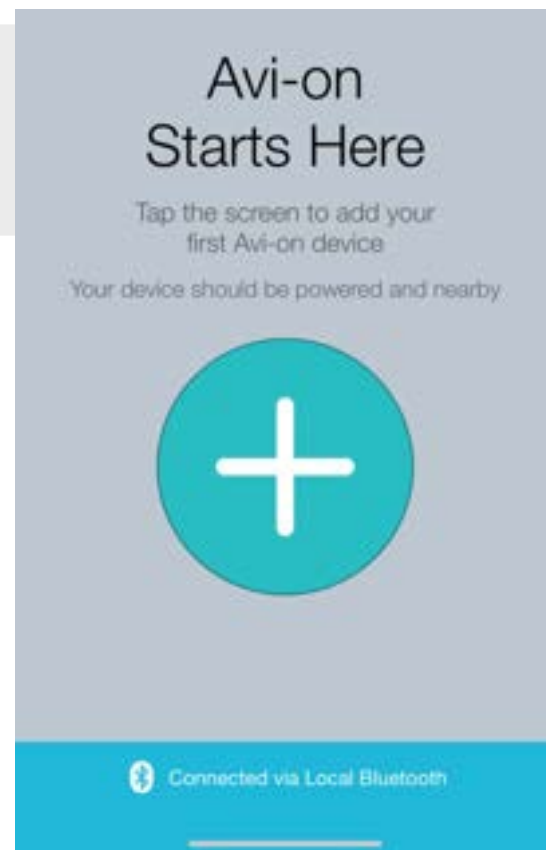 Avi-on
Starts Here
Tap the screen to add your
first Avi-on device
Your device should be powered and nearby
Connected via Local Bluetooth